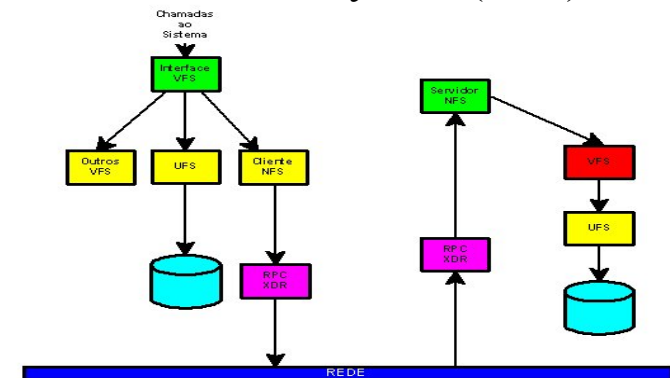 Chamadas
ao
Sistema
Interface
VFS
Servidor
NFS
Outros
VFS
UFS
Cliente
NFS
VFS
UFS
RPC
XDR
RPC
XDR
REDE